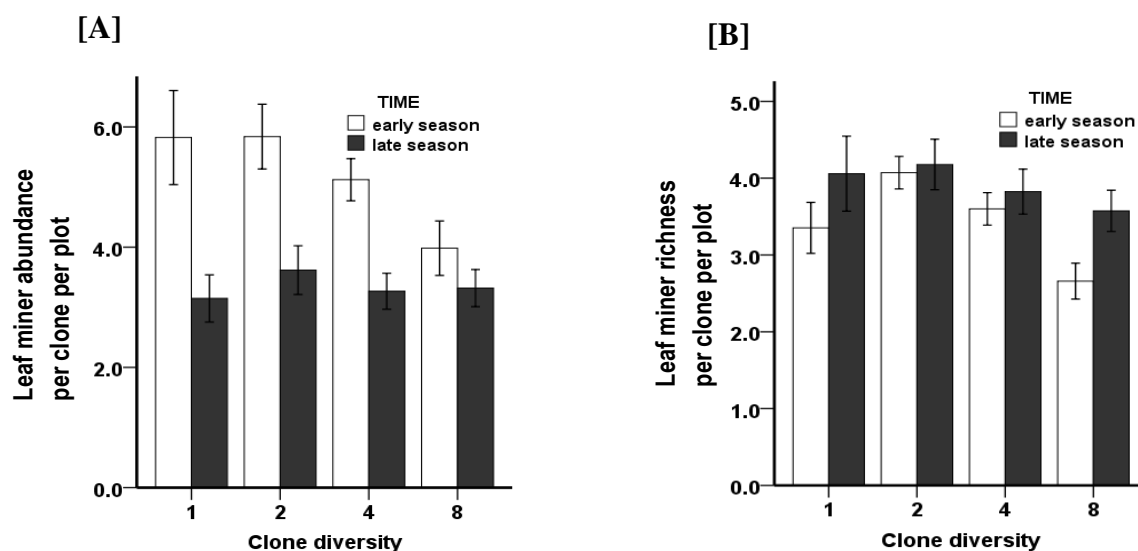 [A]
TIME
early season
late season
6.0
4.0
2.0
0.0
Leaf miner abundance
per clone per plot
1 2 4 8
Clone diversity
[B]
TIME
early season
late season
5.0
4.0
3.0
2.0
1.0
0.0
Leaf miner richness
per clone per plot
1 2 4 8
Clone diversity